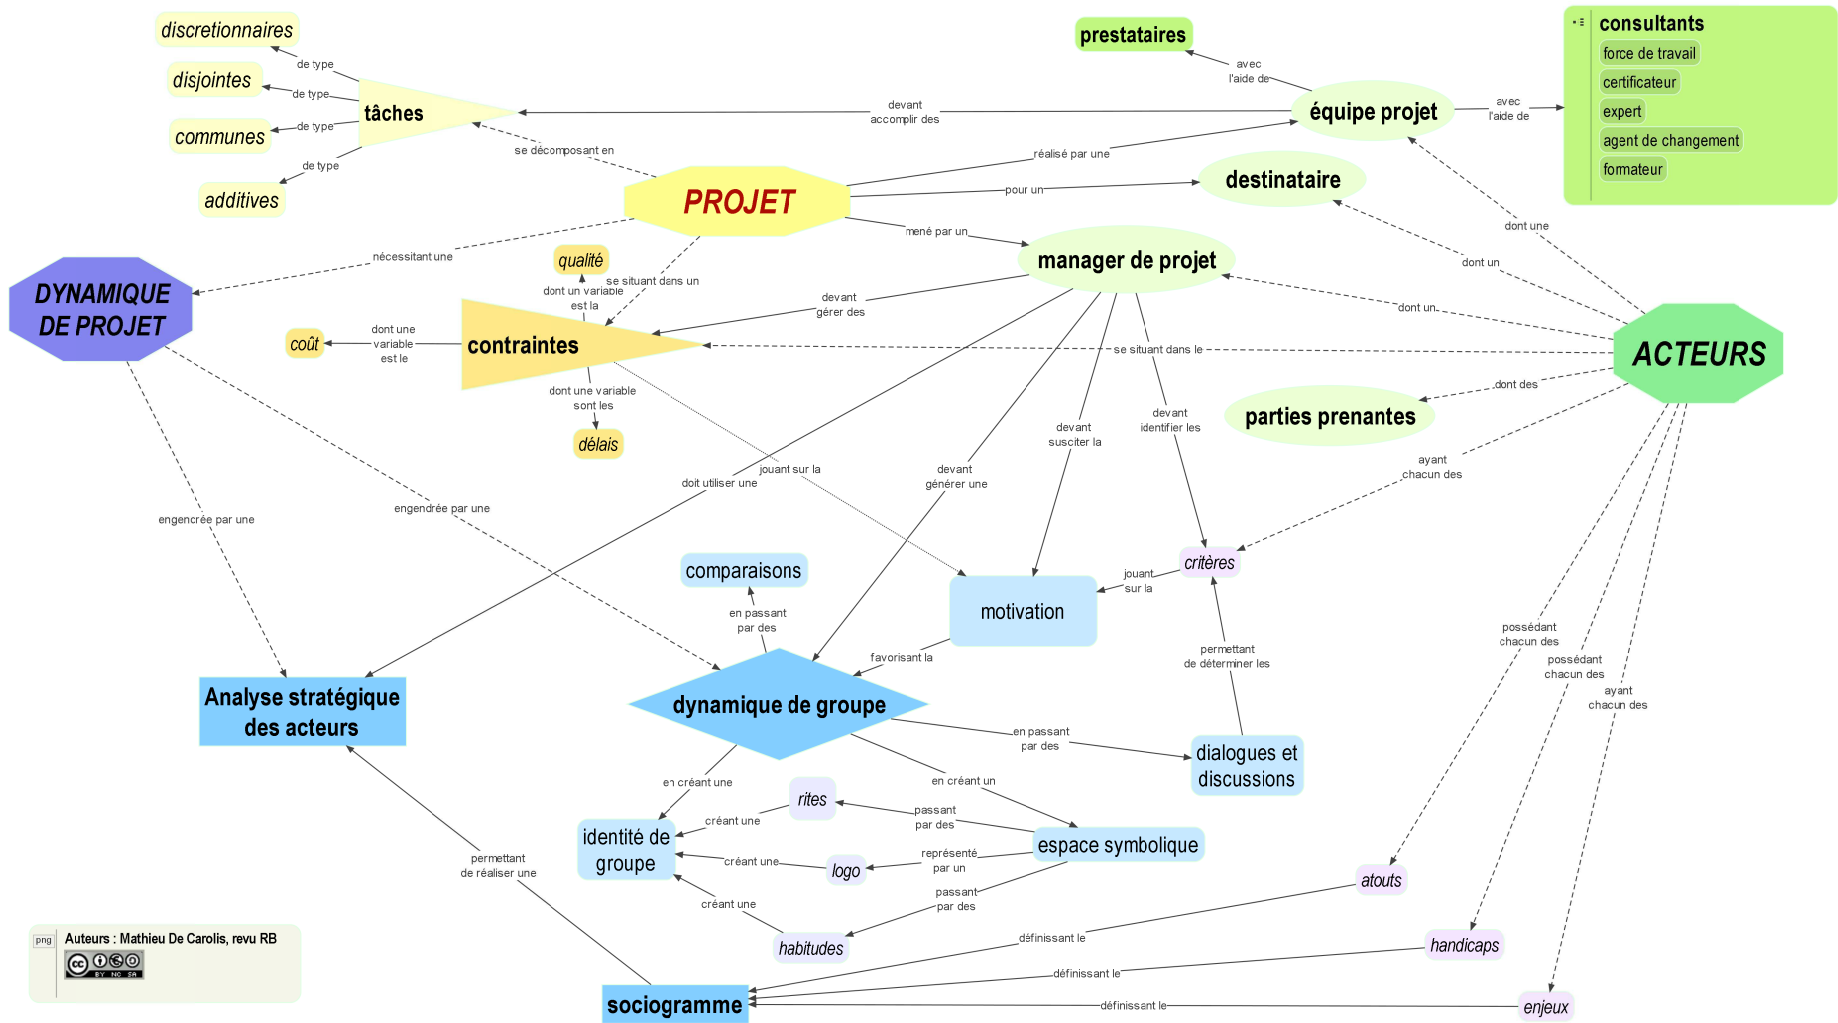 discretionnaires
disjointes
communes
additives
de type
de type
de type
de type
tâches
prestataires
avec
l'aide de
équipe projet
avec
l'aide de
consultants
force de travail
certificateur
expert
agent de changement
formateur
devant
accomplir des
se décomposant en
réalisé par une
PROJET
pour un
destinataire
mené par un
manager de projet
dont une
dont un
dont un
nécessitant une
DYNAMIQUE
DE PROJET
qualité
dont un variable
est la
se situant dans un
devant
gérer des
coût
dont une
variable
est le
contraintes
dont une variable
sont les
délais
se situant dans le
ACTEURS
dont des
parties prenantes
devant
identifier les
devant
susciter la
devant
générer une
ayant
chacun des
jouant sur la
doit utiliser une
engendrée par une
engencrée par une
comparaisons
en passant
par des
motivation
jouant
sur la
critères
favorisant la
permettant
de déterminer les
possédant
chacun des
possédant
chacun des
ayant
chacun des
Analyse stratégique
des acteurs
dynamique de groupe
en passant
par des
dialogues et
discussions
en créant une
en créant un
rites
créant une
passant
par des
identité de
groupe
espace symbolique
créant une
logo
représenté
par un
créant une
passant
par des
habitudes
permettant
de réaliser une
atouts
handicaps
enjeux
définissant le
définissant le
définissant le
sociogramme
png
Auteurs : Mathieu De Carolis, revu RB
cc
BY NC SA